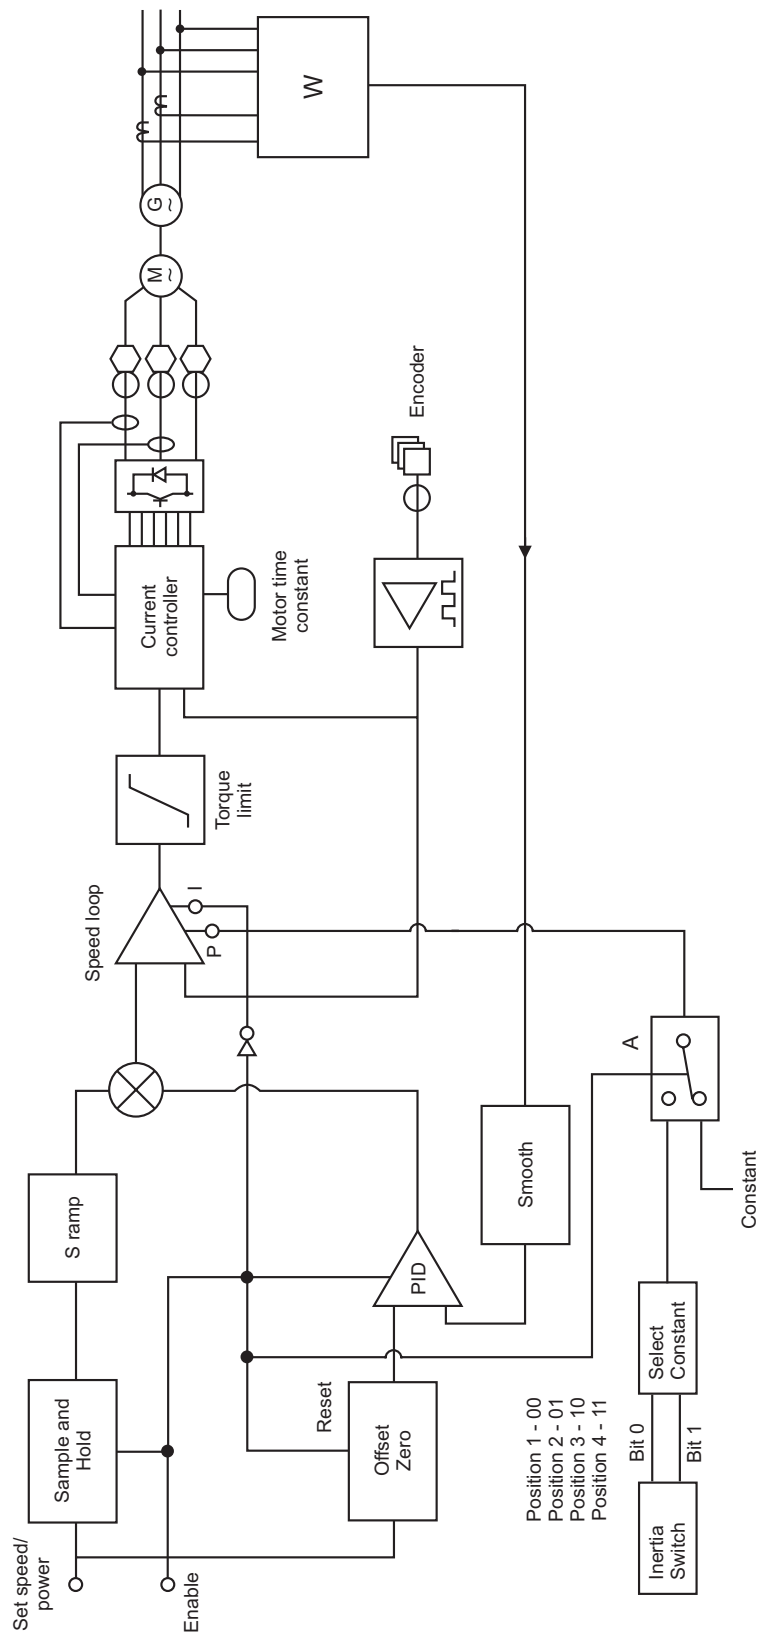 Set speed/
power
Enable
Sample and
Hold
S ramp
Speed loop
P
I
Torque
limit
Current
controller
Motor time
constant
M
~
G
~
W
Encoder
Reset
Offset
Zero
PID
Smooth
Position 1 - 00
Position 2 - 01
Position 3 - 10
Position 4 - 11
Inertia
Switch
Bit 0
Bit 1
Select
Constant
Constant
A